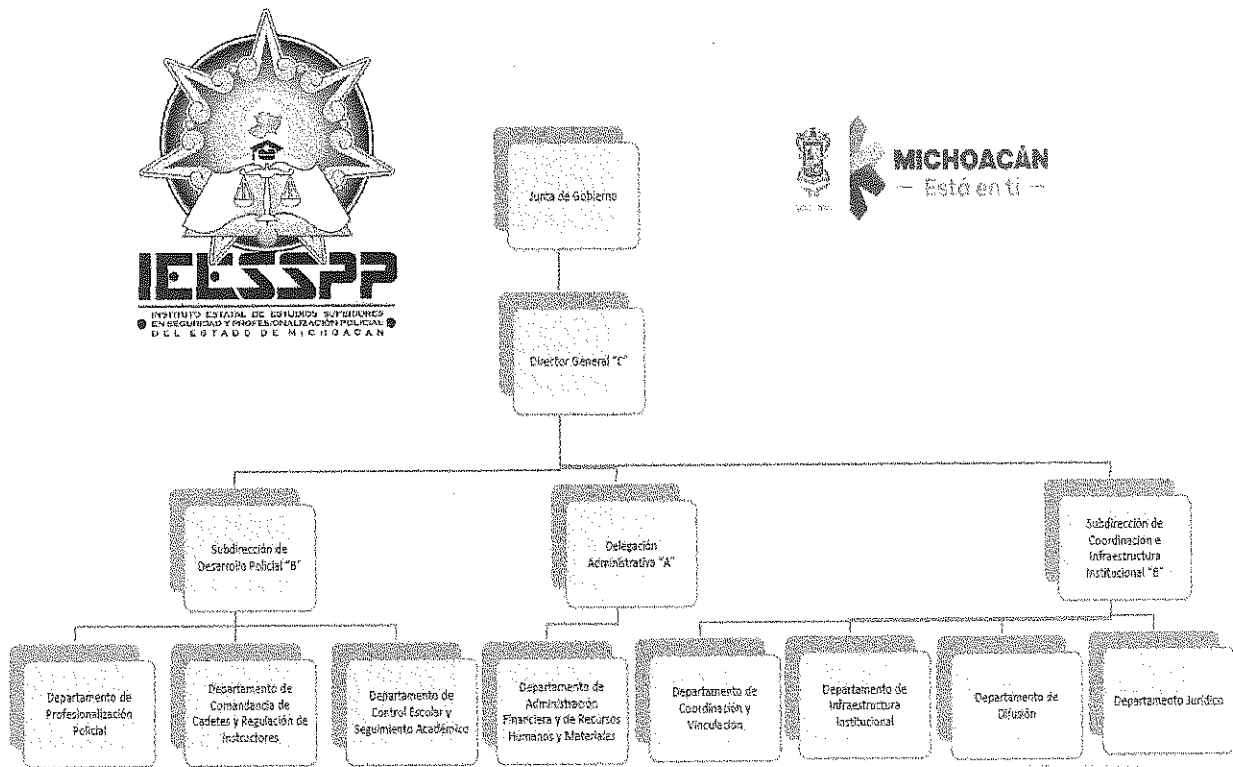 Junta de Gobierno
MICHOACÁN
Está en ti
IEESSPP
INSTITUTO ESTATAL DE ESTUDIOS SUPERIORES
EN SEGURIDAD Y PROFESIONALIZACIÓN POLICIAL
DEL ESTADO DE MICHOACAN
Director General "C"
Subdirección de
Desarrollo Policial "B"
Delegación
Administrativa "A"
Subdirección de
Coordinación e
Infraestructura
Institucional "B"
Departamento de
Profesionalización
Policial
Departamento de
Comandancia de
Cadetes y Regulación de
Instructores
Departamento de
Control Escolar y
Seguimiento Académico
Departamento de
Administración
Financiera y de Recursos
Humanos y Materiales
Departamento de
Coordinación y
Vinculación
Departamento de
Infraestructura
Institucional
Departamento de
Difusión
Departamento Jurídico